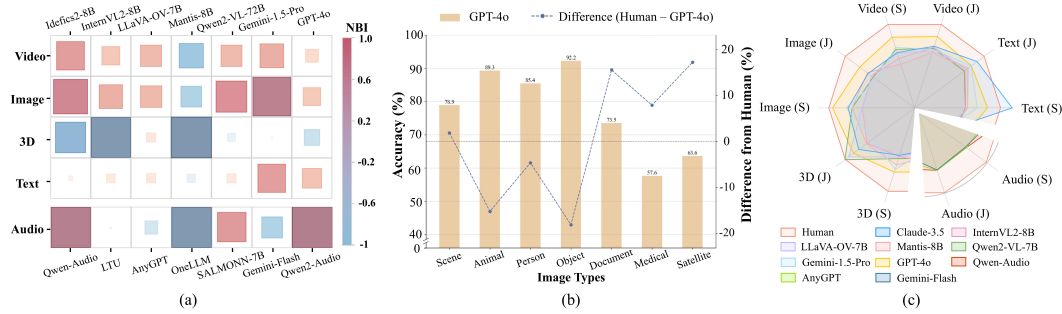 Idefics2-8B
InternVL2-8B
LLaVA-OV-7B
Mantis-8B
Qwen2-VL-72B
Gemini-1.5-Pro
GPT-4o
NBI
Video
Image
3D
Text
Audio
1.0
0.6
0.2
-0.2
-0.6
-1
Qwen-Audio
LTU
AnyGPT
OneLLM
SALMONN-7B
Gemini-Flash
Qwen2-Audio
(a)
GPT-4o
Difference (Human – GPT-4o)
Accuracy (%)
100
90
80
70
60
50
40
0
78.9
89.3
85.4
92.2
73.5
57.6
63.6
20
10
0
-10
-20
Difference from Human (%)
Scene
Animal
Person
Object
Document
Medical
Satellite
Image Types
(b)
Video (S)
Video (J)
Image (J)
Text (J)
Image (S)
Text (S)
3D (J)
Audio (S)
3D (S)
Audio (J)
Human
Claude-3.5
InternVL2-8B
LLaVA-OV-7B
Mantis-8B
Qwen2-VL-7B
Gemini-1.5-Pro
GPT-4o
Qwen-Audio
AnyGPT
Gemini-Flash
(c)